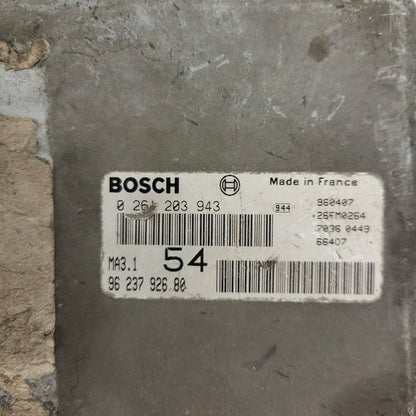 BOSCH Made in France
0 261 203 943 944 960407
26FM0264
7036 0449
66407
MA3.1 54
96 237 926 80